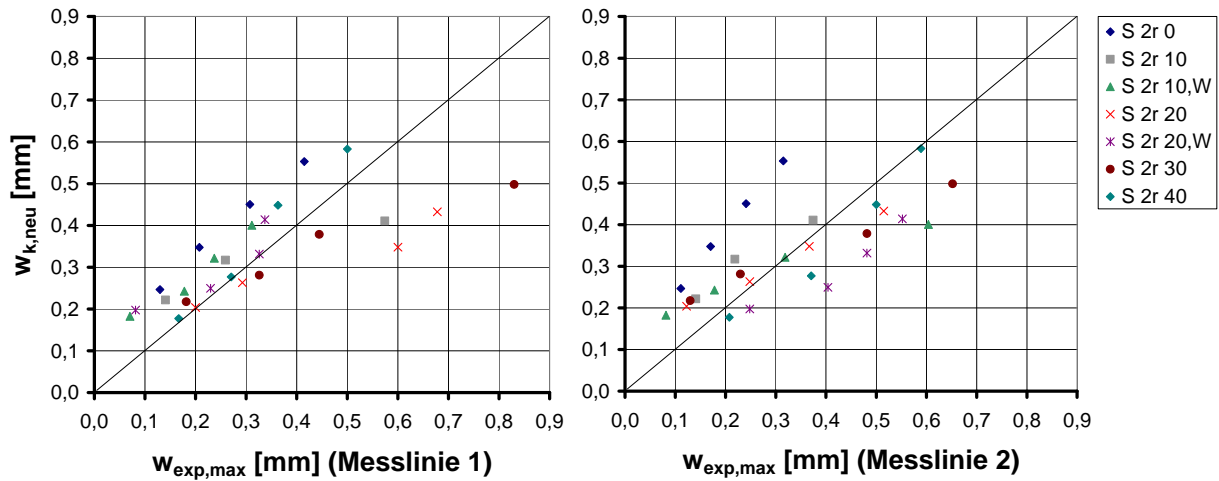 0,9
0,8
0,7
0,6
0,5
0,4
0,3
0,2
0,1
0,0
w_k,neu [mm]
0,0 0,1 0,2 0,3 0,4 0,5 0,6 0,7 0,8 0,9
w_exp,max [mm] (Messlinie 1)
0,9
0,8
0,7
0,6
0,5
0,4
0,3
0,2
0,1
0,0
0,0 0,1 0,2 0,3 0,4 0,5 0,6 0,7 0,8 0,9
w_exp,max [mm] (Messlinie 2)
S 2r 0
S 2r 10
S 2r 10,W
S 2r 20
S 2r 20,W
S 2r 30
S 2r 40